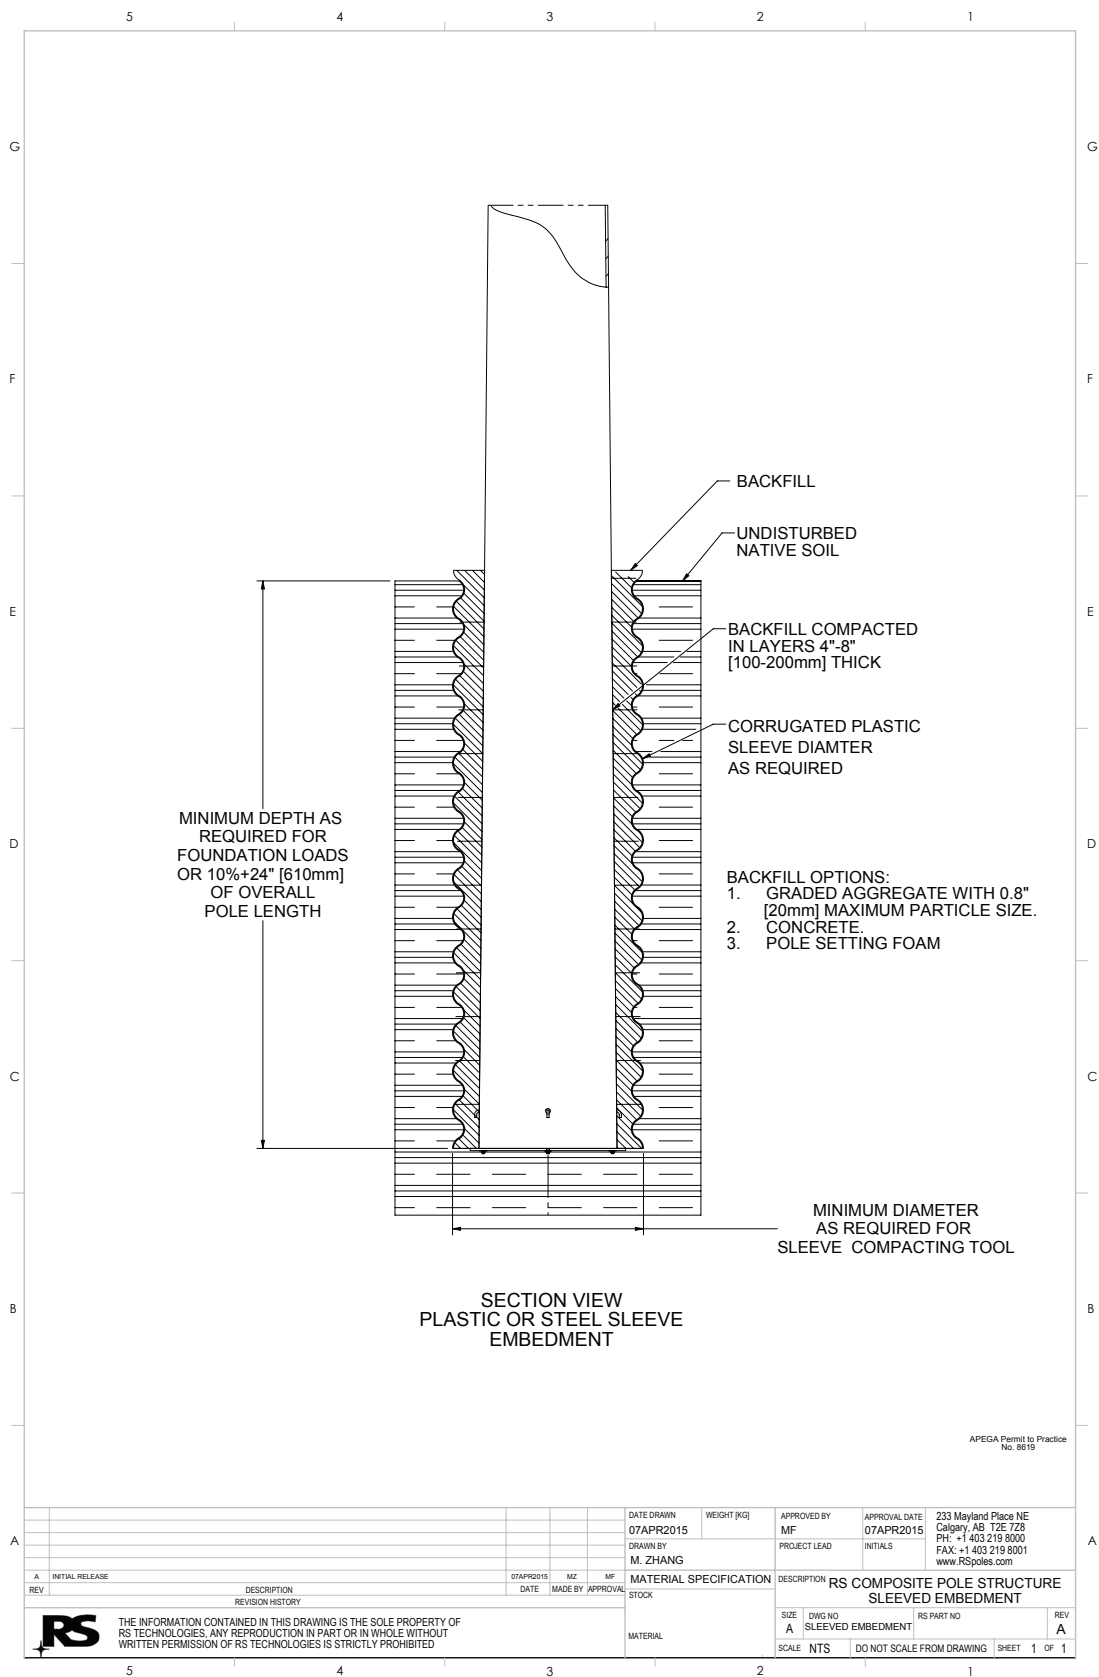 5 4 3 2 1
G G
F F
BACKFILL
UNDISTURBED
NATIVE SOIL
E E
BACKFILL COMPACTED
IN LAYERS 4"-8"
[100-200mm] THICK
CORRUGATED PLASTIC
SLEEVE DIAMTER
AS REQUIRED
MINIMUM DEPTH AS
REQUIRED FOR
FOUNDATION LOADS
OR 10%+24" [610mm]
OF OVERALL
POLE LENGTH
D D
BACKFILL OPTIONS:
1. GRADED AGGREGATE WITH 0.8"
[20mm] MAXIMUM PARTICLE SIZE.
2. CONCRETE.
3. POLE SETTING FOAM
C C
MINIMUM DIAMETER
AS REQUIRED FOR
SLEEVE COMPACTING TOOL
B B
SECTION VIEW
PLASTIC OR STEEL SLEEVE
EMBEDMENT
APEGA Permit to Practice
No. 8619
A A
A INITIAL RELEASE 07APR2015 MZ MF
REV DESCRIPTION DATE MADE BY APPROVAL
REVISION HISTORY
RS
THE INFORMATION CONTAINED IN THIS DRAWING IS THE SOLE PROPERTY OF
RS TECHNOLOGIES, ANY REPRODUCTION IN PART OR IN WHOLE WITHOUT
WRITTEN PERMISSION OF RS TECHNOLOGIES IS STRICTLY PROHIBITED
DATE DRAWN WEIGHT [KG] APPROVED BY APPROVAL DATE
07APR2015 MF 07APR2015
DRAWN BY PROJECT LEAD INITIALS
M. ZHANG
233 Mayland Place NE
Calgary, AB T2E 7Z8
PH: +1 403 219 8000
FAX: +1 403 219 8001
www.RSpoles.com
MATERIAL SPECIFICATION
STOCK
MATERIAL
DESCRIPTION RS COMPOSITE POLE STRUCTURE
SLEEVED EMBEDMENT
SIZE DWG NO RS PART NO REV
A SLEEVED EMBEDMENT A
SCALE NTS DO NOT SCALE FROM DRAWING SHEET 1 OF 1
5 4 3 2 1